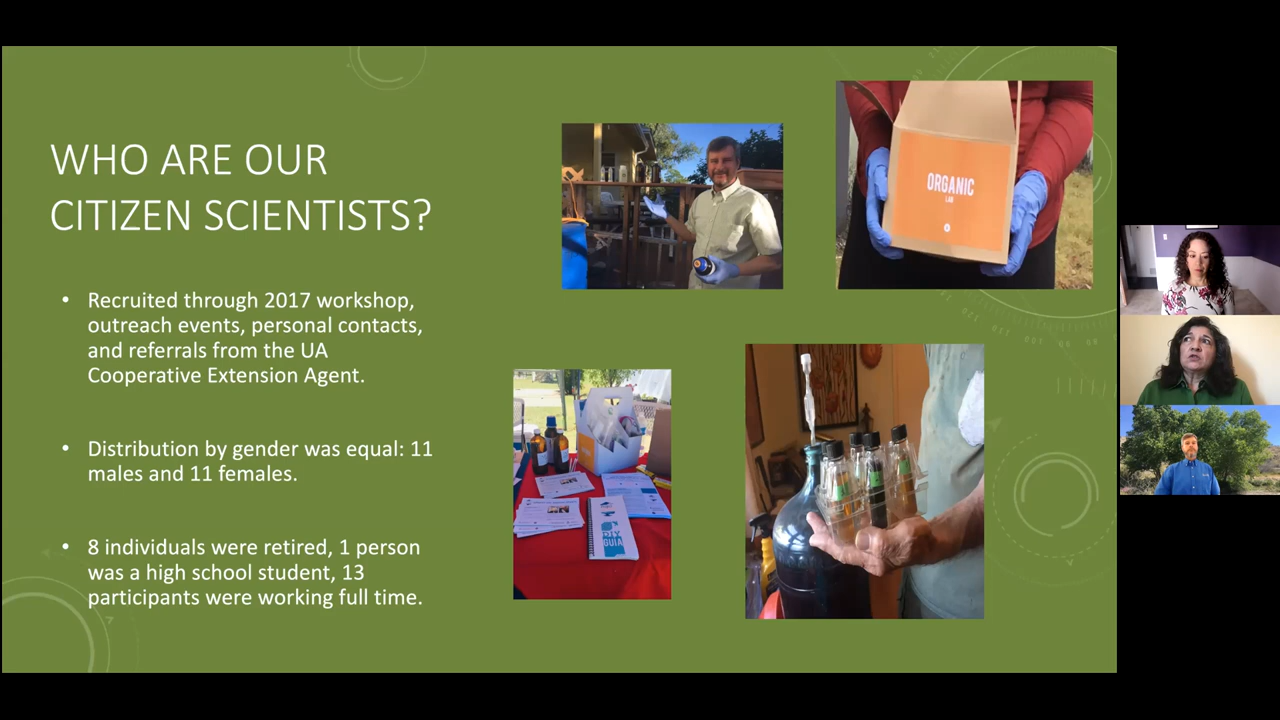 WHO ARE OUR
CITIZEN SCIENTISTS?
• Recruited through 2017 workshop,
outreach events, personal contacts,
and referrals from the UA
Cooperative Extension Agent.
• Distribution by gender was equal: 11
males and 11 females.
• 8 individuals were retired, 1 person
was a high school student, 13
participants were working full time.
ORGANIC
LAB
DIY
GUIA